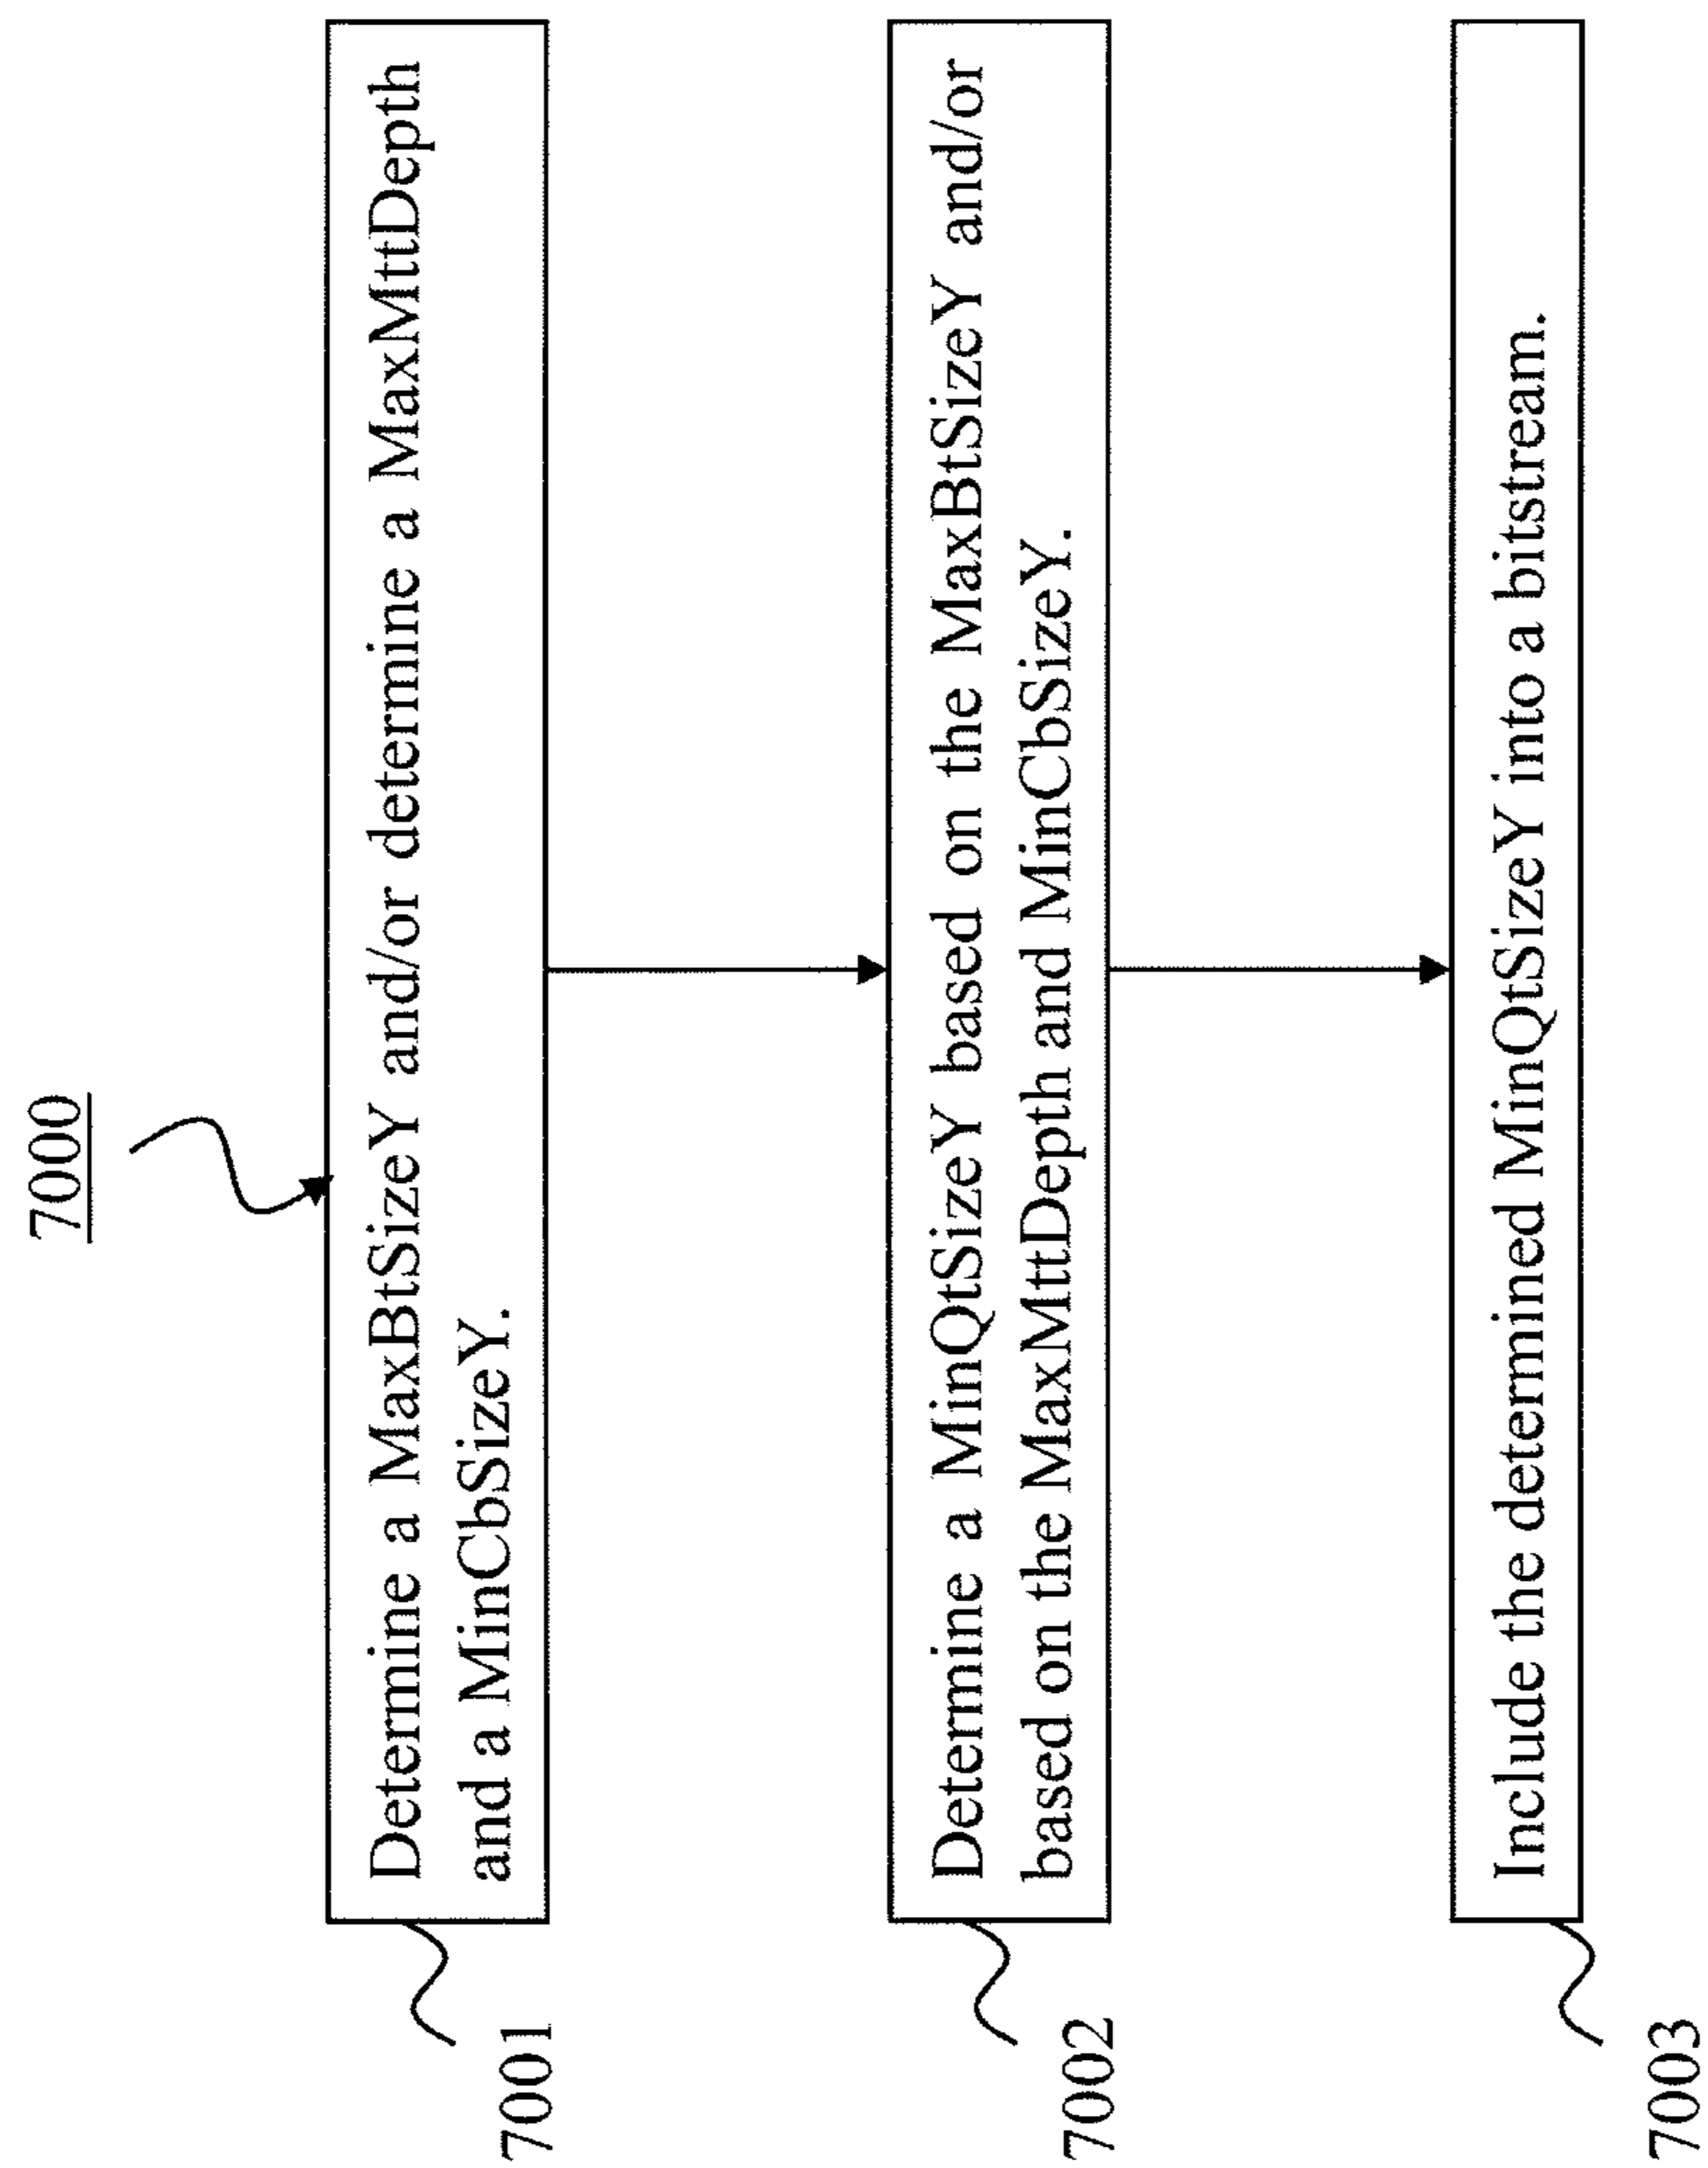 7000
7001
Determine a MaxBtSizeY and/or determine a MaxMttDepth
and a MinCbSizeY.
7002
Determine a MinQtSizeY based on the MaxBtSizeY and/or
based on the MaxMttDepth and MinCbSizeY.
7003
Include the determined MinQtSizeY into a bitstream.